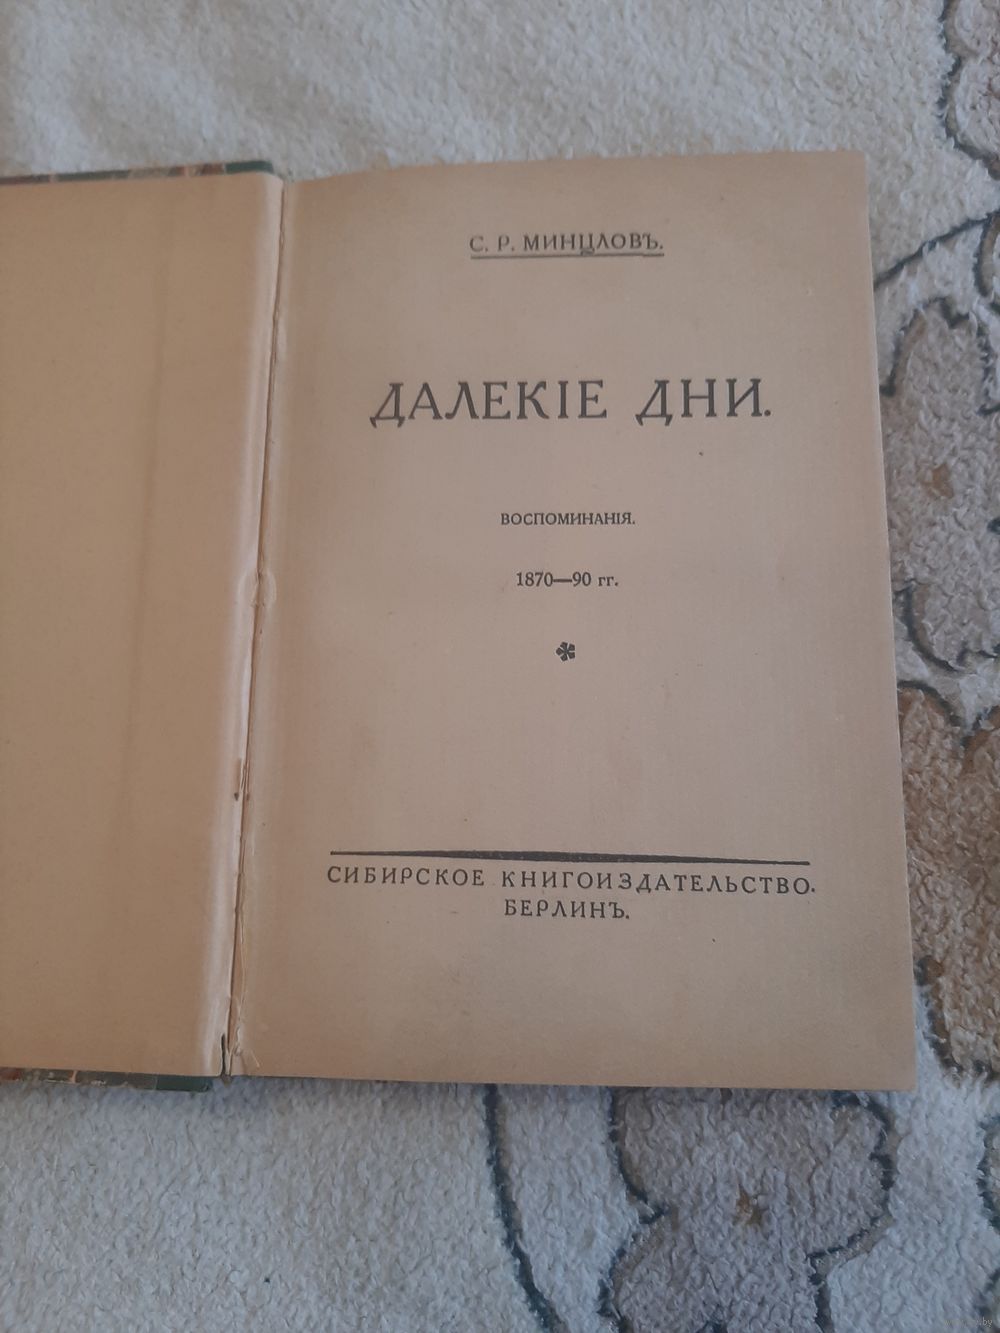 С. Р. МИНЦЛОВЪ.
ДАЛЕКІЕ ДНИ.
ВОСПОМИНАНІЯ.
1870—90 гг.
СИБИРСКОЕ КНИГОИЗДАТЕЛЬСТВО.
БЕРЛИНЪ.